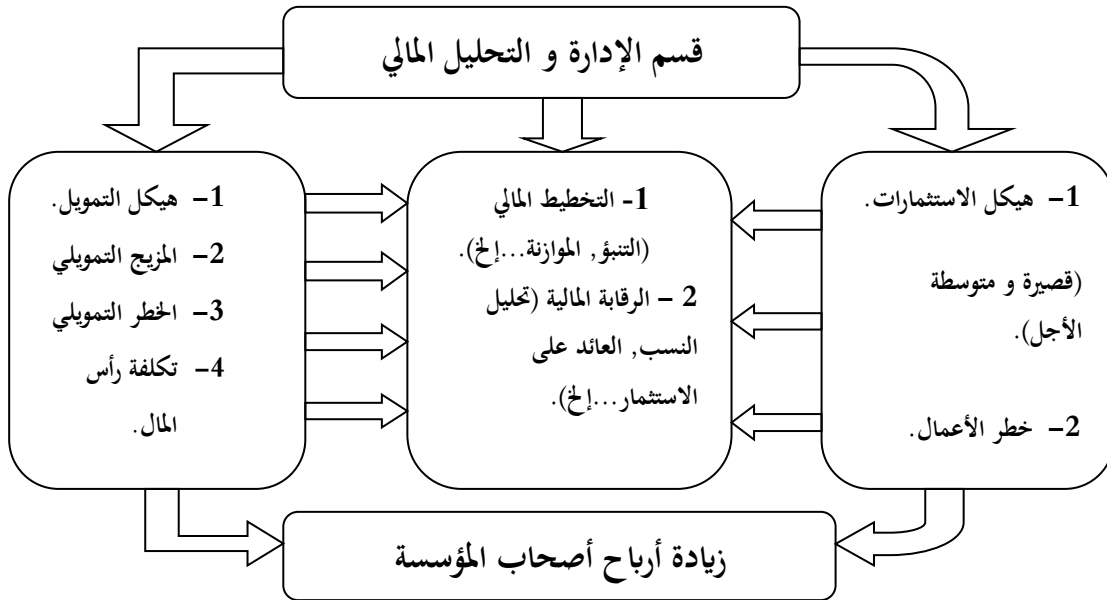 قسم الإدارة و التحليل المالي
1– هيكل الاستثمارات.
(قصيرة و متوسطة
الأجل).
2– خطر الأعمال.
1- التخطيط المالي
(التنبؤ, الموازنة...إلخ).
2 – الرقابة المالية (تحليل
النسب, العائد على
الاستثمار...إلخ).
1– هيكل التمويل.
2– المزيج التمويلي
3– الخطر التمويلي
4– تكلفة رأس
المال.
زيادة أرباح أصحاب المؤسسة